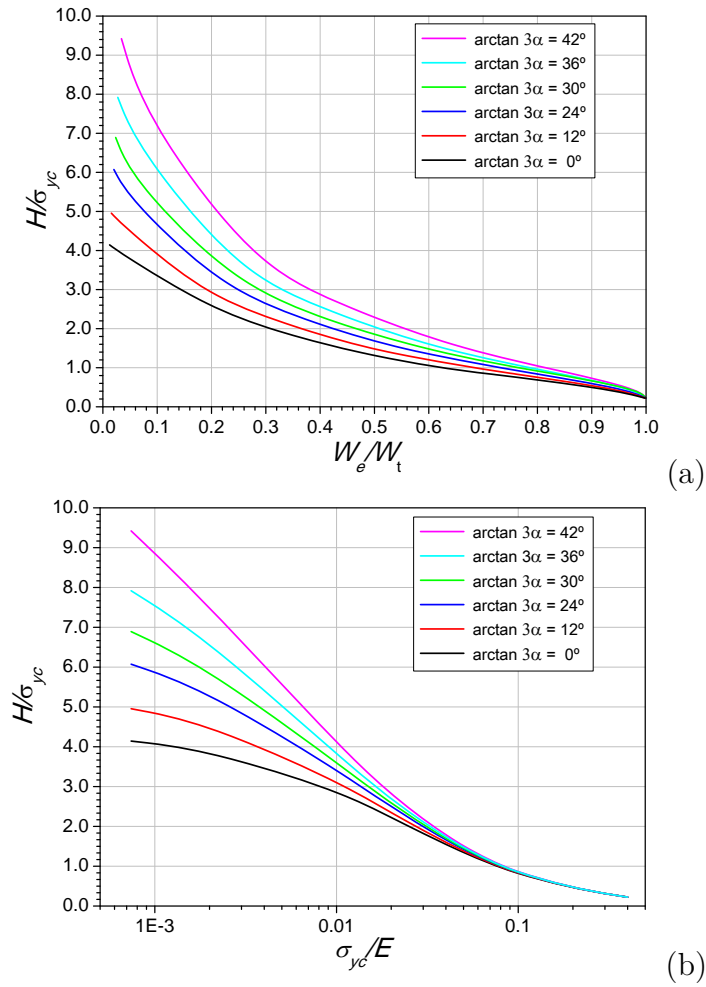 10.0
9.0
8.0
7.0
6.0
5.0
4.0
3.0
2.0
1.0
0.0
H/σyc
arctan 3α = 42º
arctan 3α = 36º
arctan 3α = 30º
arctan 3α = 24º
arctan 3α = 12º
arctan 3α = 0º
0.0 0.1 0.2 0.3 0.4 0.5 0.6 0.7 0.8 0.9 1.0
We/Wt
(a)
10.0
9.0
8.0
7.0
6.0
5.0
4.0
3.0
2.0
1.0
0.0
H/σyc
arctan 3α = 42º
arctan 3α = 36º
arctan 3α = 30º
arctan 3α = 24º
arctan 3α = 12º
arctan 3α = 0º
1E-3 0.01 0.1
σyc/E
(b)